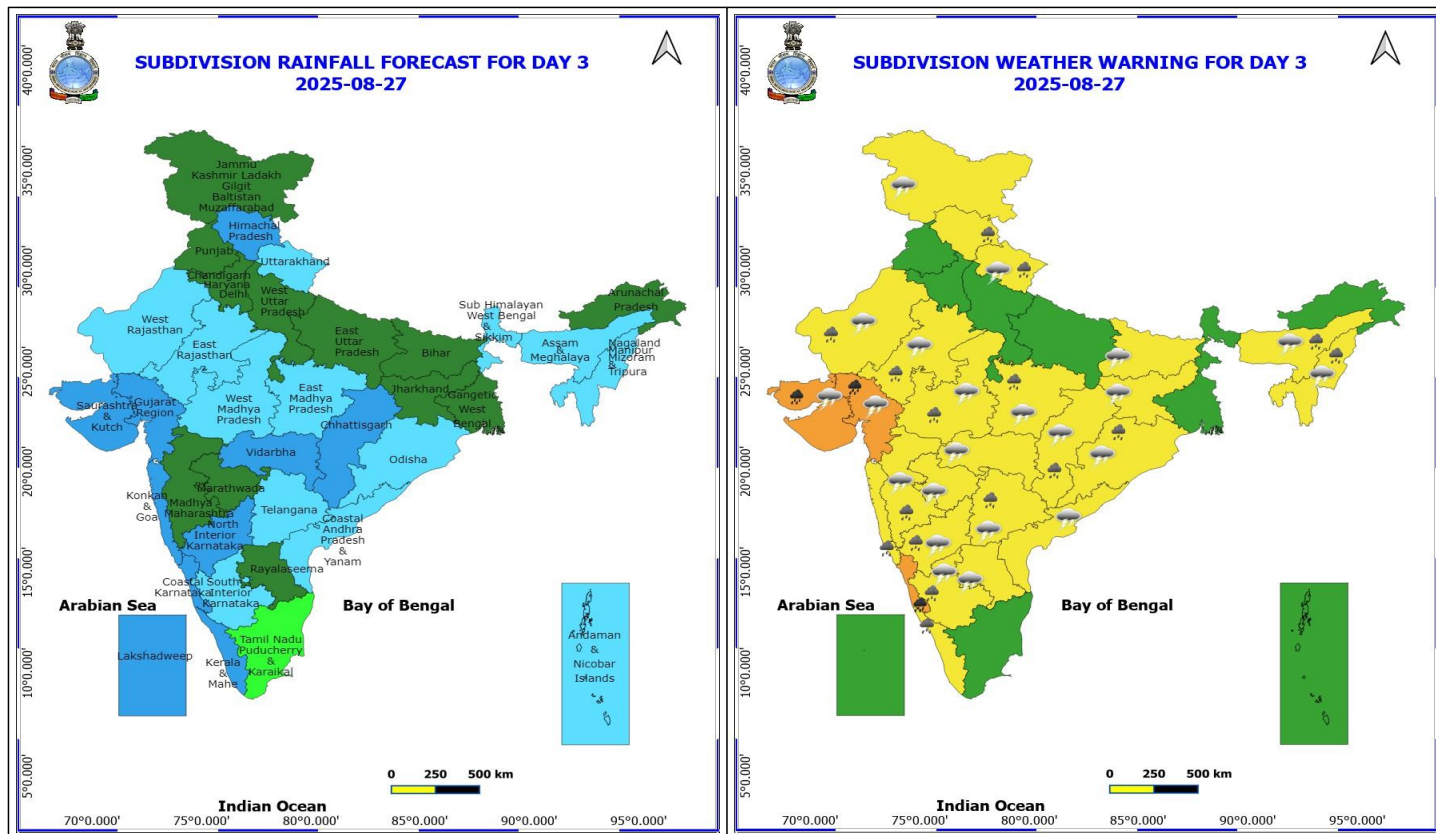 SUBDIVISION RAINFALL FORECAST FOR DAY 3
2025-08-27
40°0.000'
35°0.000'
30°0.000'
25°0.000'
20°0.000'
15°0.000'
10°0.000'
5°0.000'
Jammu
Kashmir Ladakh
Gilgit
Baltistan
Muzaffarabad
Himachal
Pradesh
Punjab
Uttarakhand
Chandigarh
Haryana
Delhi
West
Uttar
Pradesh
Arunachal
Pradesh
West
Rajasthan
East
Rajasthan
East
Uttar
Pradesh
Sub Himalayan
West Bengal
&
Sikkim
Bihar
Assam
&
Meghalaya
Nagaland
Manipur
Mizoram
&
Tripura
Saurashtra
&
Kutch
Gujarat
Region
West
Madhya
Pradesh
East
Madhya
Pradesh
Jharkhand
Gangetic
West
Bengal
Chhattisgarh
Vidarbha
Odisha
Konkan
&
Goa
Madhya
Maharashtra
Marathwada
Telangana
North
Interior
Karnataka
Coastal
Andhra
Pradesh
&
Yanam
Rayalaseema
Coastal
Karnataka
South
Interior
Karnataka
Arabian Sea
Bay of Bengal
Tamil Nadu
Puducherry
&
Karaikal
Lakshadweep
Kerala
&
Mahe
Andaman
&
Nicobar
Islands
0 250 500 km
Indian Ocean
70°0.000' 75°0.000' 80°0.000' 85°0.000' 90°0.000' 95°0.000'
SUBDIVISION WEATHER WARNING FOR DAY 3
2025-08-27
40°0.000'
35°0.000'
30°0.000'
25°0.000'
20°0.000'
15°0.000'
10°0.000'
5°0.000'
Arabian Sea
Bay of Bengal
0 250 500 km
Indian Ocean
70°0.000' 75°0.000' 80°0.000' 85°0.000' 90°0.000' 95°0.000'